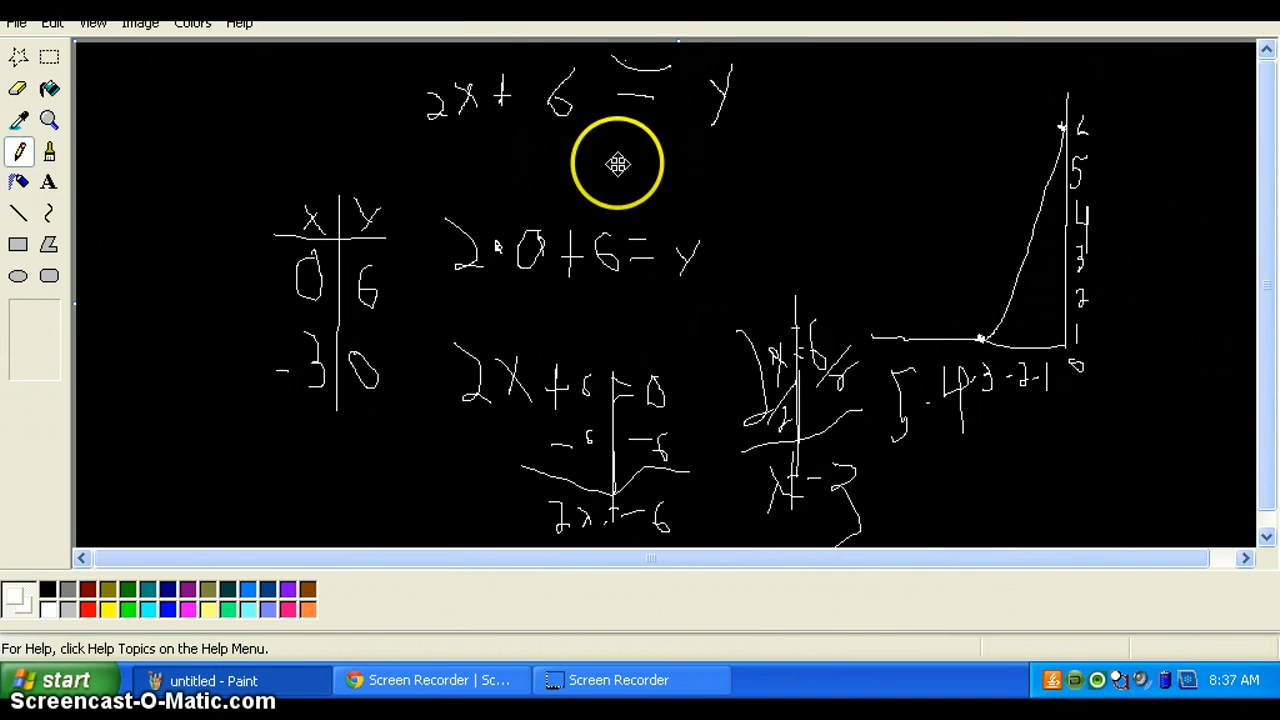 File Edit View Image Colors Help
2x + 6 = y
x y
0 6
-3 0
2·0+6=y
2x+6=0
-6 -6
2x=-6
x=-3
6
5
4
3
2
1
0
5 -4 -3 -2 -1
For Help, click Help Topics on the Help Menu.
start
untitled - Paint
Screen Recorder | Sc...
Screen Recorder
8:37 AM
Screencast-O-Matic.com